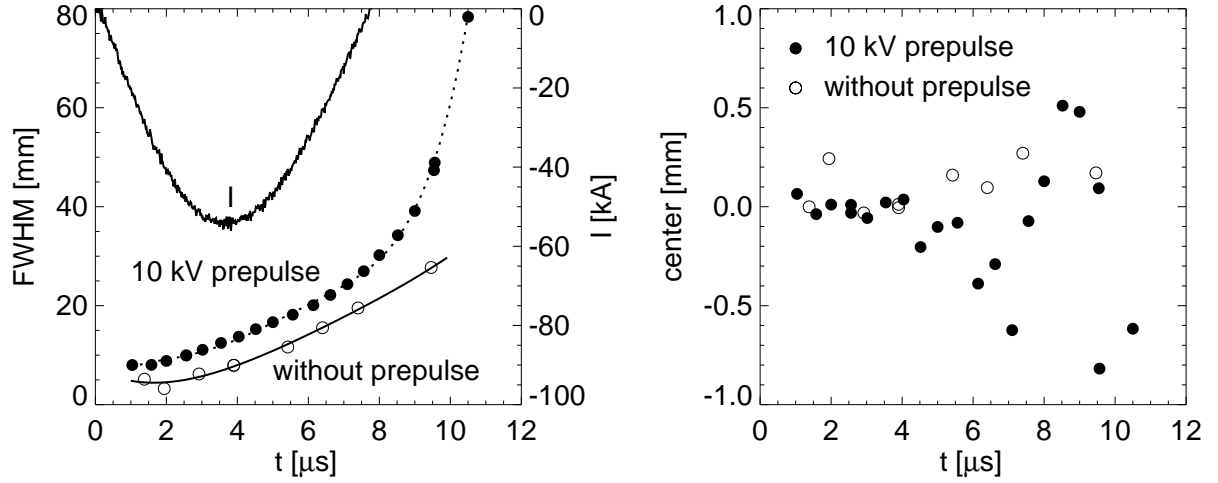 80
60
40
20
0
FWHM [mm]
0
-20
-40
-60
-80
-100
I [kA]
I
10 kV prepulse
without prepulse
0 2 4 6 8 10 12
t [μs]
1.0
0.5
0.0
-0.5
-1.0
center [mm]
10 kV prepulse
without prepulse
0 2 4 6 8 10 12
t [μs]